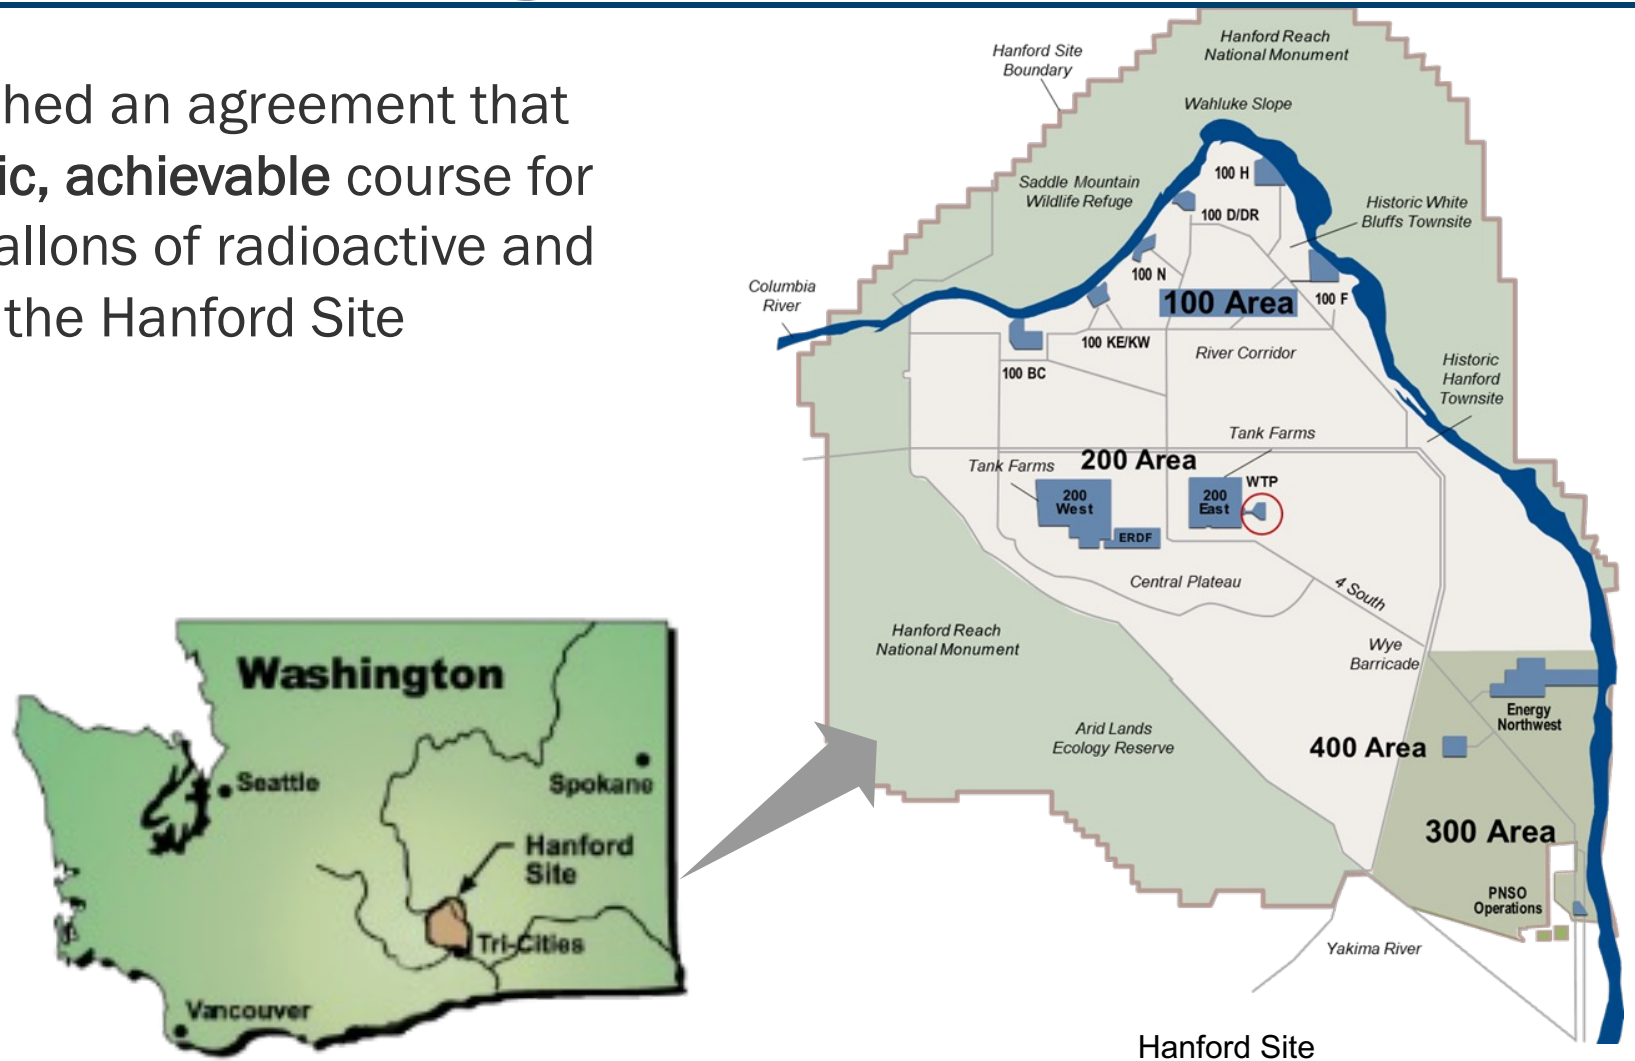 hed an agreement that
ic, achievable course for
allons of radioactive and
the Hanford Site
Hanford Reach
National Monument
Hanford Site
Boundary
Wahluke Slope
100 H
Saddle Mountain
Wildlife Refuge
100 D/DR
Historic White
Bluffs Townsite
100 N
Columbia
River
100 Area
100 F
100 KE/KW
River Corridor
100 BC
Historic
Hanford
Townsite
Tank Farms
200 Area
Tank Farms
WTP
200
West
200
East
ERDF
Central Plateau
4 South
Hanford Reach
National Monument
Wye
Barricade
Energy
Northwest
Arid Lands
Ecology Reserve
400 Area
300 Area
PNSO
Operations
Yakima River
Hanford Site
Washington
Seattle
Spokane
Hanford
Site
Tri-Cities
Vancouver